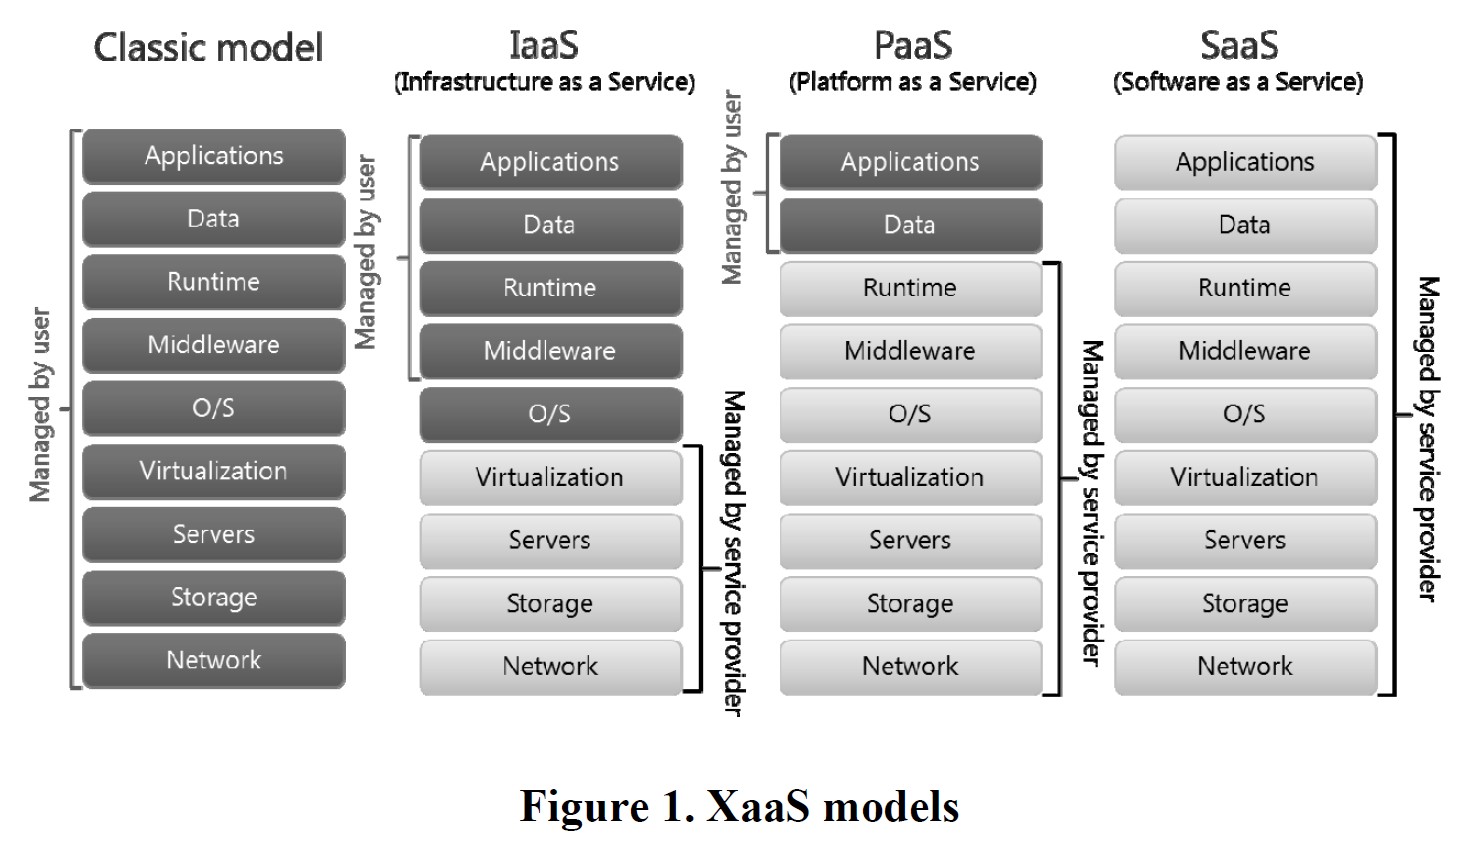 Classic model
Managed by user
Applications
Data
Runtime
Middleware
O/S
Virtualization
Servers
Storage
Network
IaaS
(Infrastructure as a Service)
Managed by user
Applications
Data
Runtime
Middleware
O/S
Virtualization
Servers
Storage
Network
Managed by service provider
PaaS
(Platform as a Service)
Managed by user
Applications
Data
Runtime
Middleware
O/S
Virtualization
Servers
Storage
Network
Managed by service provider
SaaS
(Software as a Service)
Applications
Data
Runtime
Middleware
O/S
Virtualization
Servers
Storage
Network
Managed by service provider
Figure 1. XaaS models